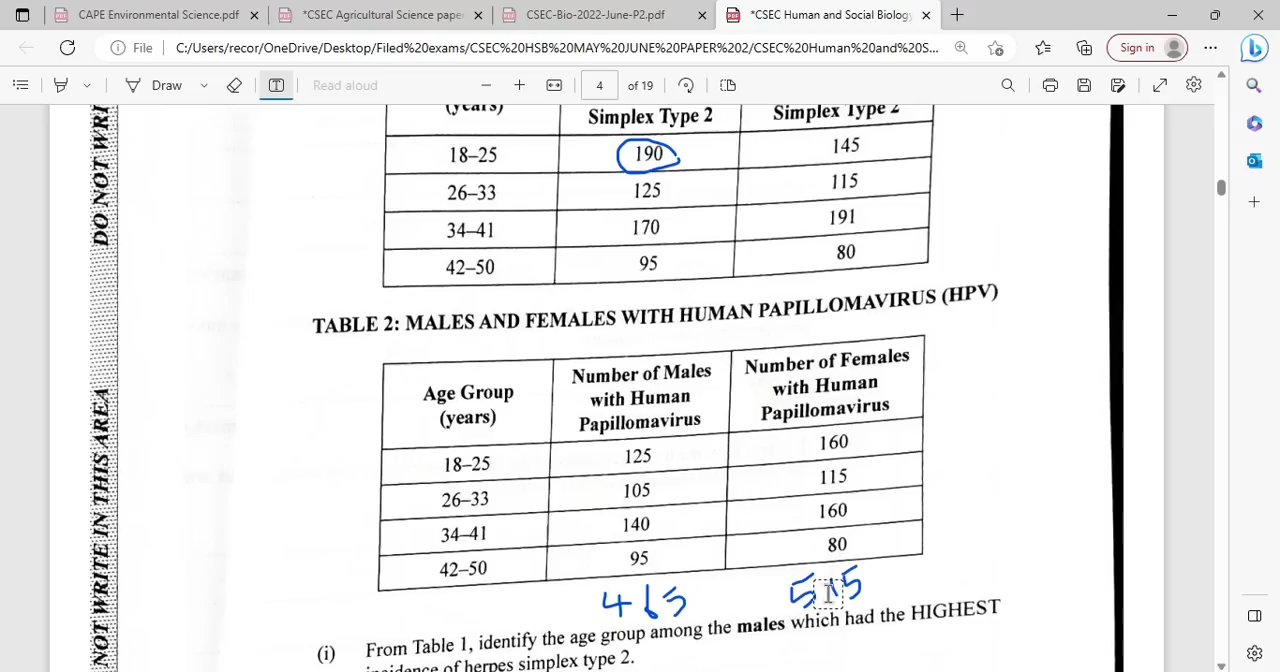 CAPE Environmental Science.pdf
*CSEC Agricultural Science pape
CSEC-Bio-2022-June-P2.pdf
*CSEC Human and Social Biology
File
C:/Users/recor/OneDrive/Desktop/Filed%20exams/CSEC%20HSB%20MAY%20JUNE%20PAPER%202/CSEC%20Human%20and%20S...
Sign in
Draw
Read aloud
4
of 19
(years)
Simplex Type 2
Simplex Type 2
18–25
190
145
26–33
125
115
34–41
170
191
42–50
95
80
TABLE 2: MALES AND FEMALES WITH HUMAN PAPILLOMAVIRUS (HPV)
Age Group
(years)
Number of Males
with Human
Papillomavirus
Number of Females
with Human
Papillomavirus
18–25
125
160
26–33
105
115
34–41
140
160
42–50
95
80
465
515
(i)
From Table 1, identify the age group among the males which had the HIGHEST
incidence of herpes simplex type 2.
DO NOT WRI
NOT WRITE IN THIS AREA